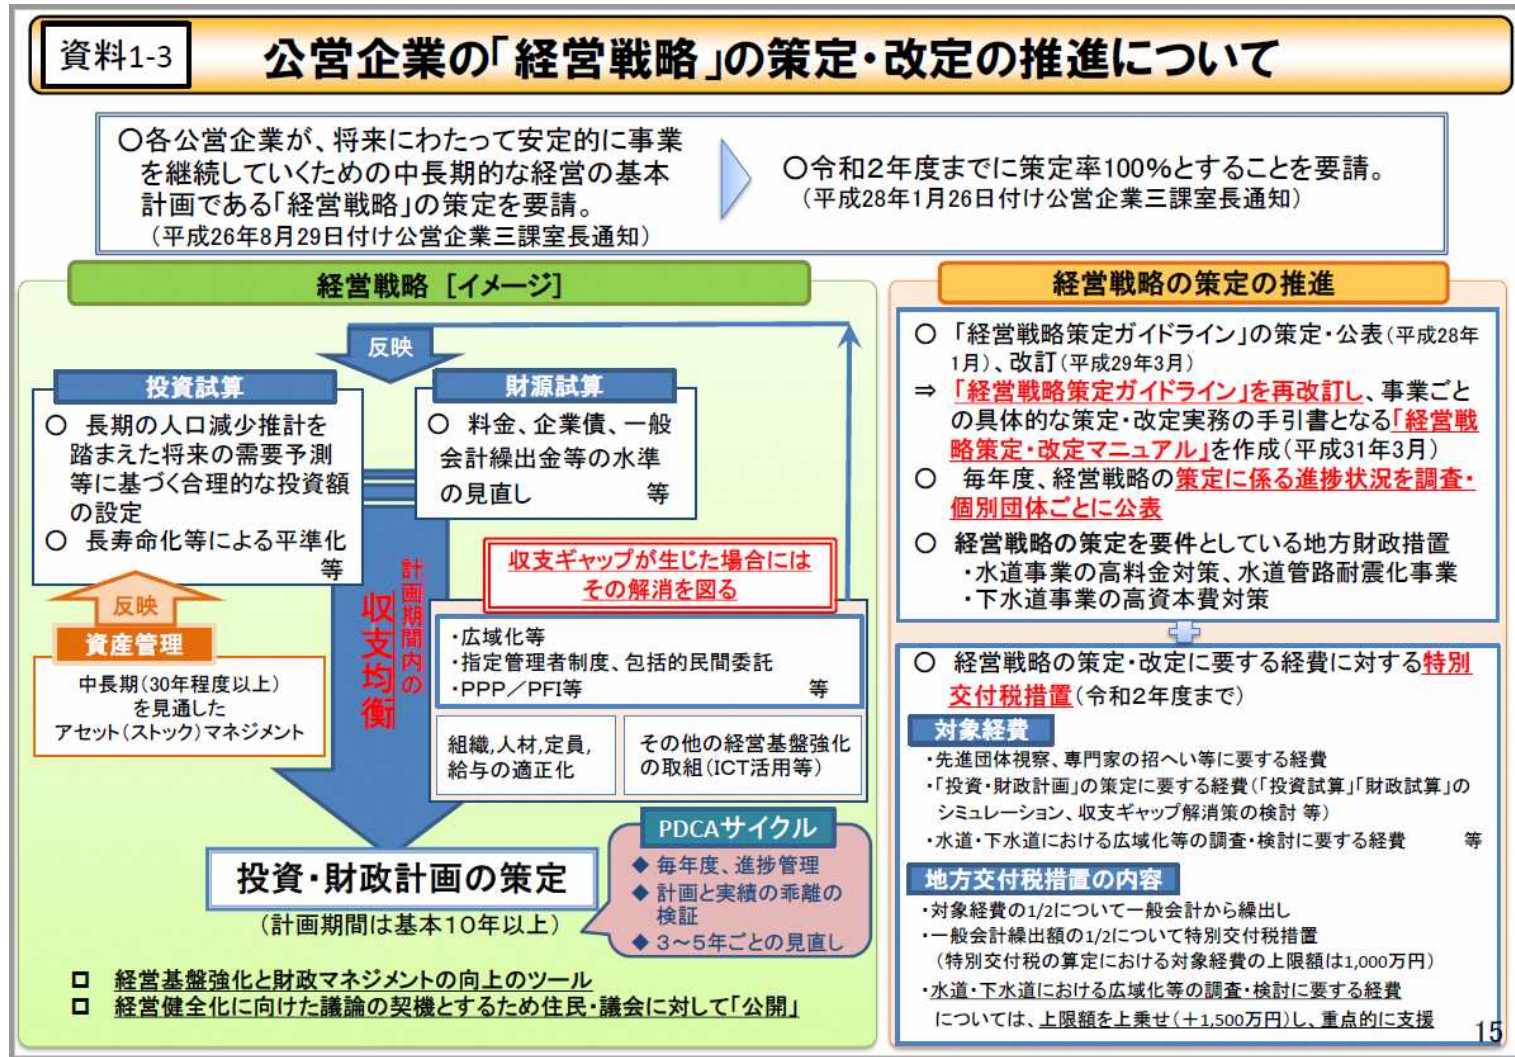 資料1-3
公営企業の「経営戦略」の策定・改定の推進について
〇各公営企業が、将来にわたって安定的に事業
を継続していくための中長期的な経営の基本
計画である「経営戦略」の策定を要請。
（平成26年8月29日付け公営企業三課室長通知）
〇令和２年度までに策定率100％とすることを要請。
（平成28年1月26日付け公営企業三課室長通知）
経営戦略 [イメージ]
反映
投資試算
〇 長期の人口減少推計を
踏まえた将来の需要予測
等に基づく合理的な投資額
の設定
〇 長寿命化等による平準化
等
財源試算
〇 料金、企業債、一般
会計繰出金等の水準
の見直し 等
反映
資産管理
中長期（30年程度以上）
を見通した
アセット（ストック）マネジメント
計画期間内の
収支均衡
収支ギャップが生じた場合には
その解消を図る
・広域化等
・指定管理者制度、包括的民間委託
・PPP／PFI等 等
組織,人材,定員,
給与の適正化
その他の経営基盤強化
の取組（ICT活用等）
投資・財政計画の策定
（計画期間は基本１０年以上）
PDCAサイクル
◆ 毎年度、進捗管理
◆ 計画と実績の乖離の
検証
◆ ３～５年ごとの見直し
経営基盤強化と財政マネジメントの向上のツール
経営健全化に向けた議論の契機とするため住民・議会に対して「公開」
経営戦略の策定の推進
〇 「経営戦略策定ガイドライン」の策定・公表（平成28年
1月）、改訂（平成29年3月）
⇒ 「経営戦略策定ガイドライン」を再改訂し、事業ごと
の具体的な策定・改定実務の手引書となる「経営戦
略策定・改定マニュアル」を作成（平成31年3月）
〇 毎年度、経営戦略の策定に係る進捗状況を調査・
個別団体ごとに公表
〇 経営戦略の策定を要件としている地方財政措置
・水道事業の高料金対策、水道管路耐震化事業
・下水道事業の高資本費対策
〇 経営戦略の策定・改定に要する経費に対する特別
交付税措置（令和２年度まで）
対象経費
・先進団体視察、専門家の招へい等に要する経費
・「投資・財政計画」の策定に要する経費（「投資試算」「財政試算」の
シミュレーション、収支ギャップ解消策の検討 等）
・水道・下水道における広域化等の調査・検討に要する経費 等
地方交付税措置の内容
・対象経費の1/2について一般会計から繰出し
・一般会計繰出額の1/2について特別交付税措置
（特別交付税の算定における対象経費の上限額は1,000万円）
・水道・下水道における広域化等の調査・検討に要する経費
については、上限額を上乗せ（＋1,500万円）し、重点的に支援
15